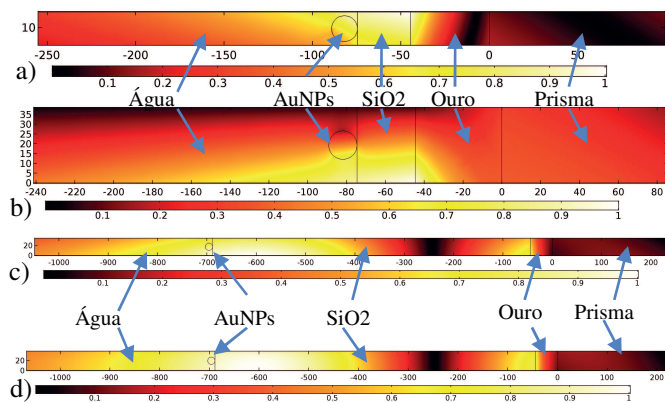 10
-250 -200 -150 -100 -50 0 50
a) 0.1 0.2 0.3 0.4 0.5 0.6 0.7 0.8 0.9 1
Água AuNPs SiO2 Ouro Prisma
35
30
25
20
15
10
5
0
-240 -220 -200 -180 -160 -140 -120 -100 -80 -60 -40 -20 0 20 40 60 80
b) 0.1 0.2 0.3 0.4 0.5 0.6 0.7 0.8 0.9 1
20
0
-1000 -900 -800 -700 -600 -500 -400 -300 -200 -100 0 100 200
c) 0.1 0.2 0.3 0.4 0.5 0.6 0.7 0.8 0.9 1
Água AuNPs SiO2 Ouro Prisma
20
0
-1000 -900 -800 -700 -600 -500 -400 -300 -200 -100 0 100 200
d) 0.1 0.2 0.3 0.4 0.5 0.6 0.7 0.8 0.9 1